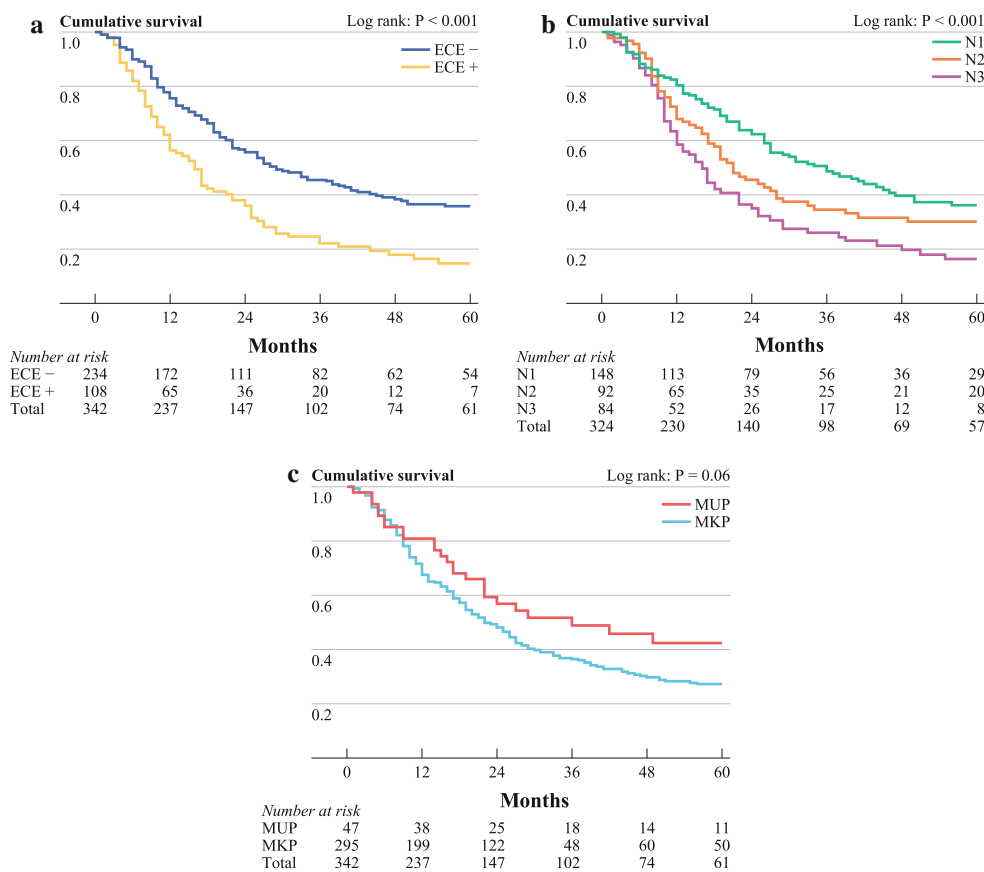 a Cumulative survival Log rank: P < 0.001
ECE −
ECE +
1.0
0.8
0.6
0.4
0.2
0 12 24 36 48 60
Months
Number at risk
ECE − 234 172 111 82 62 54
ECE + 108 65 36 20 12 7
Total 342 237 147 102 74 61
b Cumulative survival Log rank: P < 0.001
N1
N2
N3
1.0
0.8
0.6
0.4
0.2
0 12 24 36 48 60
Months
Number at risk
N1 148 113 79 56 36 29
N2 92 65 35 25 21 20
N3 84 52 26 17 12 8
Total 324 230 140 98 69 57
c Cumulative survival Log rank: P = 0.06
MUP
MKP
1.0
0.8
0.6
0.4
0.2
0 12 24 36 48 60
Months
Number at risk
MUP 47 38 25 18 14 11
MKP 295 199 122 48 60 50
Total 342 237 147 102 74 61